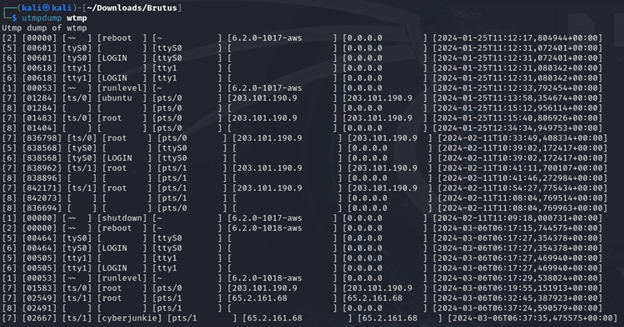 (kali㉿kali)-[~/Downloads/Brutus]
$ utmpdump wtmp
Utmp dump of wtmp
[2] [00000] [~~  ] [reboot  ] [~           ] [6.2.0-1017-aws      ] [0.0.0.0        ] [2024-01-25T11:12:17,804944+00:00]
[5] [00601] [tyS0] [        ] [ttyS0       ] [                    ] [0.0.0.0        ] [2024-01-25T11:12:31,072401+00:00]
[6] [00601] [tyS0] [LOGIN   ] [ttyS0       ] [                    ] [0.0.0.0        ] [2024-01-25T11:12:31,072401+00:00]
[5] [00618] [tty1] [        ] [tty1        ] [                    ] [0.0.0.0        ] [2024-01-25T11:12:31,080342+00:00]
[6] [00618] [tty1] [LOGIN   ] [tty1        ] [                    ] [0.0.0.0        ] [2024-01-25T11:12:31,080342+00:00]
[1] [00053] [~~  ] [runlevel] [~           ] [6.2.0-1017-aws      ] [0.0.0.0        ] [2024-01-25T11:12:33,792454+00:00]
[7] [01284] [ts/0] [ubuntu  ] [pts/0       ] [203.101.190.9       ] [203.101.190.9  ] [2024-01-25T11:13:58,354674+00:00]
[8] [01284] [    ] [        ] [pts/0       ] [                    ] [0.0.0.0        ] [2024-01-25T11:15:12,956114+00:00]
[7] [01483] [ts/0] [root    ] [pts/0       ] [203.101.190.9       ] [203.101.190.9  ] [2024-01-25T11:15:40,806926+00:00]
[8] [01404] [    ] [        ] [pts/0       ] [                    ] [0.0.0.0        ] [2024-01-25T12:34:34,949753+00:00]
[7] [836798] [ts/0] [root    ] [pts/0       ] [203.101.190.9       ] [203.101.190.9  ] [2024-02-11T10:33:49,408334+00:00]
[5] [838568] [tyS0] [        ] [ttyS0       ] [                    ] [0.0.0.0        ] [2024-02-11T10:39:02,172417+00:00]
[6] [838568] [tyS0] [LOGIN   ] [ttyS0       ] [                    ] [0.0.0.0        ] [2024-02-11T10:39:02,172417+00:00]
[7] [838962] [ts/1] [root    ] [pts/1       ] [203.101.190.9       ] [203.101.190.9  ] [2024-02-11T10:41:11,700107+00:00]
[8] [838896] [    ] [        ] [pts/1       ] [                    ] [0.0.0.0        ] [2024-02-11T10:41:46,272984+00:00]
[7] [842171] [ts/1] [root    ] [pts/1       ] [203.101.190.9       ] [203.101.190.9  ] [2024-02-11T10:54:27,775434+00:00]
[8] [842073] [    ] [        ] [pts/1       ] [                    ] [0.0.0.0        ] [2024-02-11T11:08:04,769514+00:00]
[8] [836694] [    ] [        ] [pts/0       ] [                    ] [0.0.0.0        ] [2024-02-11T11:08:04,769963+00:00]
[1] [00000] [~~  ] [shutdown] [~           ] [6.2.0-1017-aws      ] [0.0.0.0        ] [2024-02-11T11:09:18,000731+00:00]
[2] [00000] [~~  ] [reboot  ] [~           ] [6.2.0-1018-aws      ] [0.0.0.0        ] [2024-03-06T06:17:15,744575+00:00]
[5] [00464] [tyS0] [        ] [ttyS0       ] [                    ] [0.0.0.0        ] [2024-03-06T06:17:27,354378+00:00]
[6] [00464] [tyS0] [LOGIN   ] [ttyS0       ] [                    ] [0.0.0.0        ] [2024-03-06T06:17:27,354378+00:00]
[5] [00505] [tty1] [        ] [tty1        ] [                    ] [0.0.0.0        ] [2024-03-06T06:17:27,469940+00:00]
[6] [00505] [tty1] [LOGIN   ] [tty1        ] [                    ] [0.0.0.0        ] [2024-03-06T06:17:27,469940+00:00]
[1] [00053] [~~  ] [runlevel] [~           ] [6.2.0-1018-aws      ] [0.0.0.0        ] [2024-03-06T06:17:29,538024+00:00]
[7] [01583] [ts/0] [root    ] [pts/0       ] [203.101.190.9       ] [203.101.190.9  ] [2024-03-06T06:19:55,151913+00:00]
[7] [02549] [ts/1] [root    ] [pts/1       ] [65.2.161.68         ] [65.2.161.68    ] [2024-03-06T06:32:45,387923+00:00]
[8] [02491] [    ] [        ] [pts/1       ] [                    ] [0.0.0.0        ] [2024-03-06T06:37:24,590579+00:00]
[7] [02667] [ts/1] [cyberjunkie] [pts/1       ] [65.2.161.68         ] [65.2.161.68    ] [2024-03-06T06:37:35,475575+00:00]